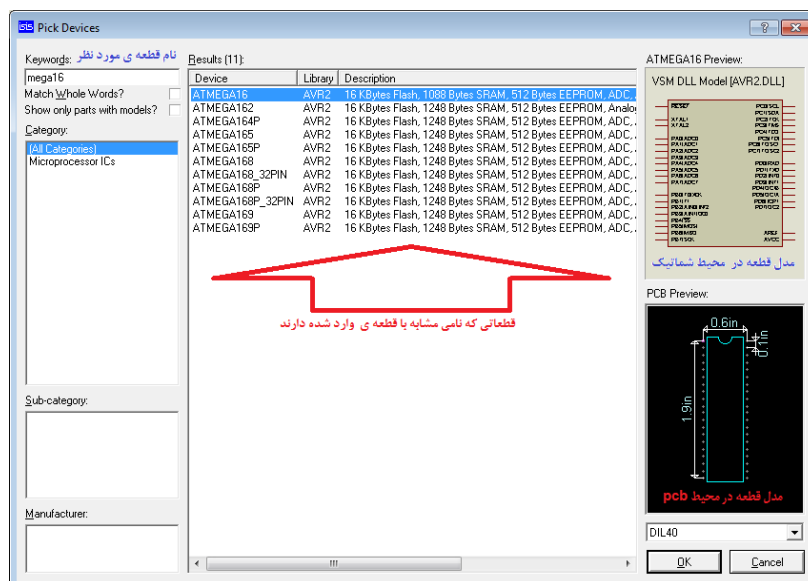 ISIS Pick Devices
Keywords: نام قطعه ی مورد نظر
mega16
Match Whole Words?
Show only parts with models?
Category:
(All Categories)
Microprocessor ICs
Sub-category:
Manufacturer:
Results (11):
Device Library Description
ATMEGA16 AVR2 16 KBytes Flash, 1088 Bytes SRAM, 512 Bytes EEPROM, ADC,
ATMEGA162 AVR2 16 KBytes Flash, 1248 Bytes SRAM, 512 Bytes EEPROM, Analog
ATMEGA164P AVR2 16 KBytes Flash, 1248 Bytes SRAM, 512 Bytes EEPROM, ADC,
ATMEGA165 AVR2 16 KBytes Flash, 1248 Bytes SRAM, 512 Bytes EEPROM, ADC,
ATMEGA165P AVR2 16 KBytes Flash, 1248 Bytes SRAM, 512 Bytes EEPROM, ADC,
ATMEGA168 AVR2 16 KBytes Flash, 1248 Bytes SRAM, 512 Bytes EEPROM, ADC,
ATMEGA168_32PIN AVR2 16 KBytes Flash, 1248 Bytes SRAM, 512 Bytes EEPROM, ADC,
ATMEGA168P AVR2 16 KBytes Flash, 1248 Bytes SRAM, 512 Bytes EEPROM, ADC,
ATMEGA168P_32PIN AVR2 16 KBytes Flash, 1248 Bytes SRAM, 512 Bytes EEPROM, ADC,
ATMEGA169 AVR2 16 KBytes Flash, 1248 Bytes SRAM, 512 Bytes EEPROM, ADC,
ATMEGA169P AVR2 16 KBytes Flash, 1248 Bytes SRAM, 512 Bytes EEPROM, ADC,
قطعاتی که نامی مشابه با قطعه ی وارد شده دارند
ATMEGA16 Preview:
VSM DLL Model [AVR2.DLL]
RESET
XTAL1
XTAL2
AREF
AVCC
مدل قطعه در محیط شماتیک
PCB Preview:
0.6in
0.1in
1.9in
مدل قطعه در محیط pcb
DIL40
OK Cancel